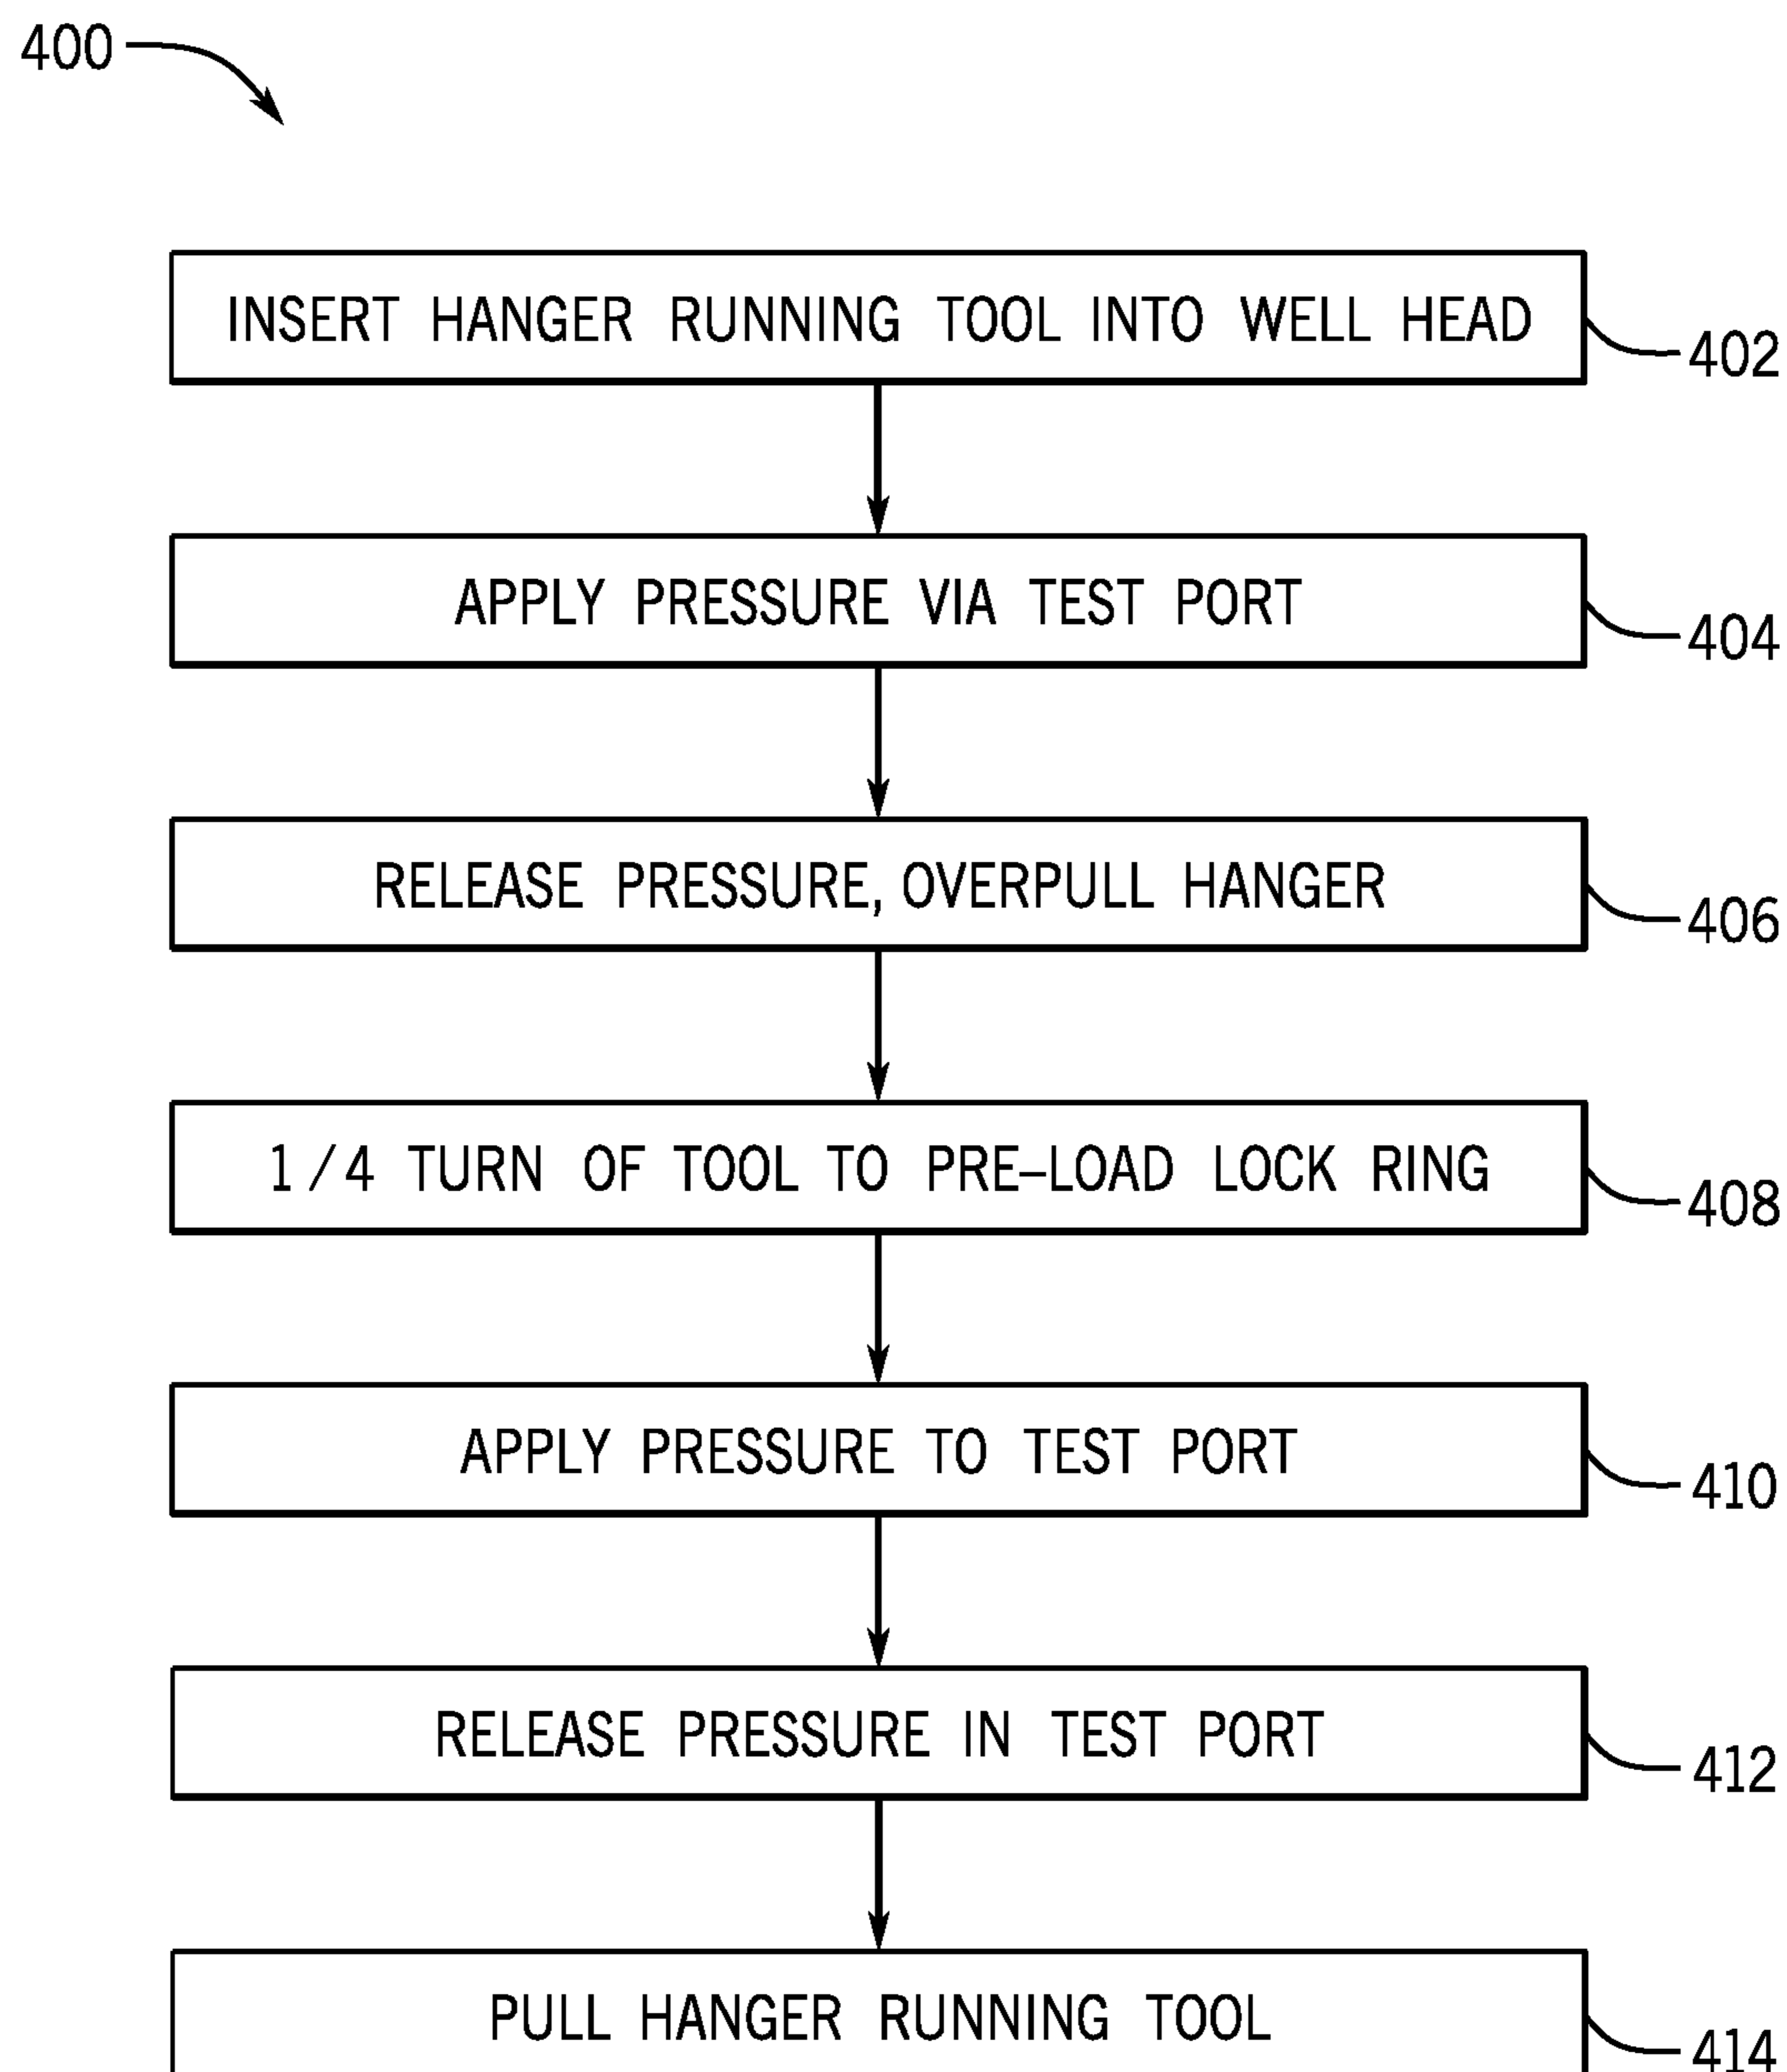 400
INSERT HANGER RUNNING TOOL INTO WELL HEAD
402
APPLY PRESSURE VIA TEST PORT
404
RELEASE PRESSURE, OVERPULL HANGER
406
1/4 TURN OF TOOL TO PRE–LOAD LOCK RING
408
APPLY PRESSURE TO TEST PORT
410
RELEASE PRESSURE IN TEST PORT
412
PULL HANGER RUNNING TOOL
414